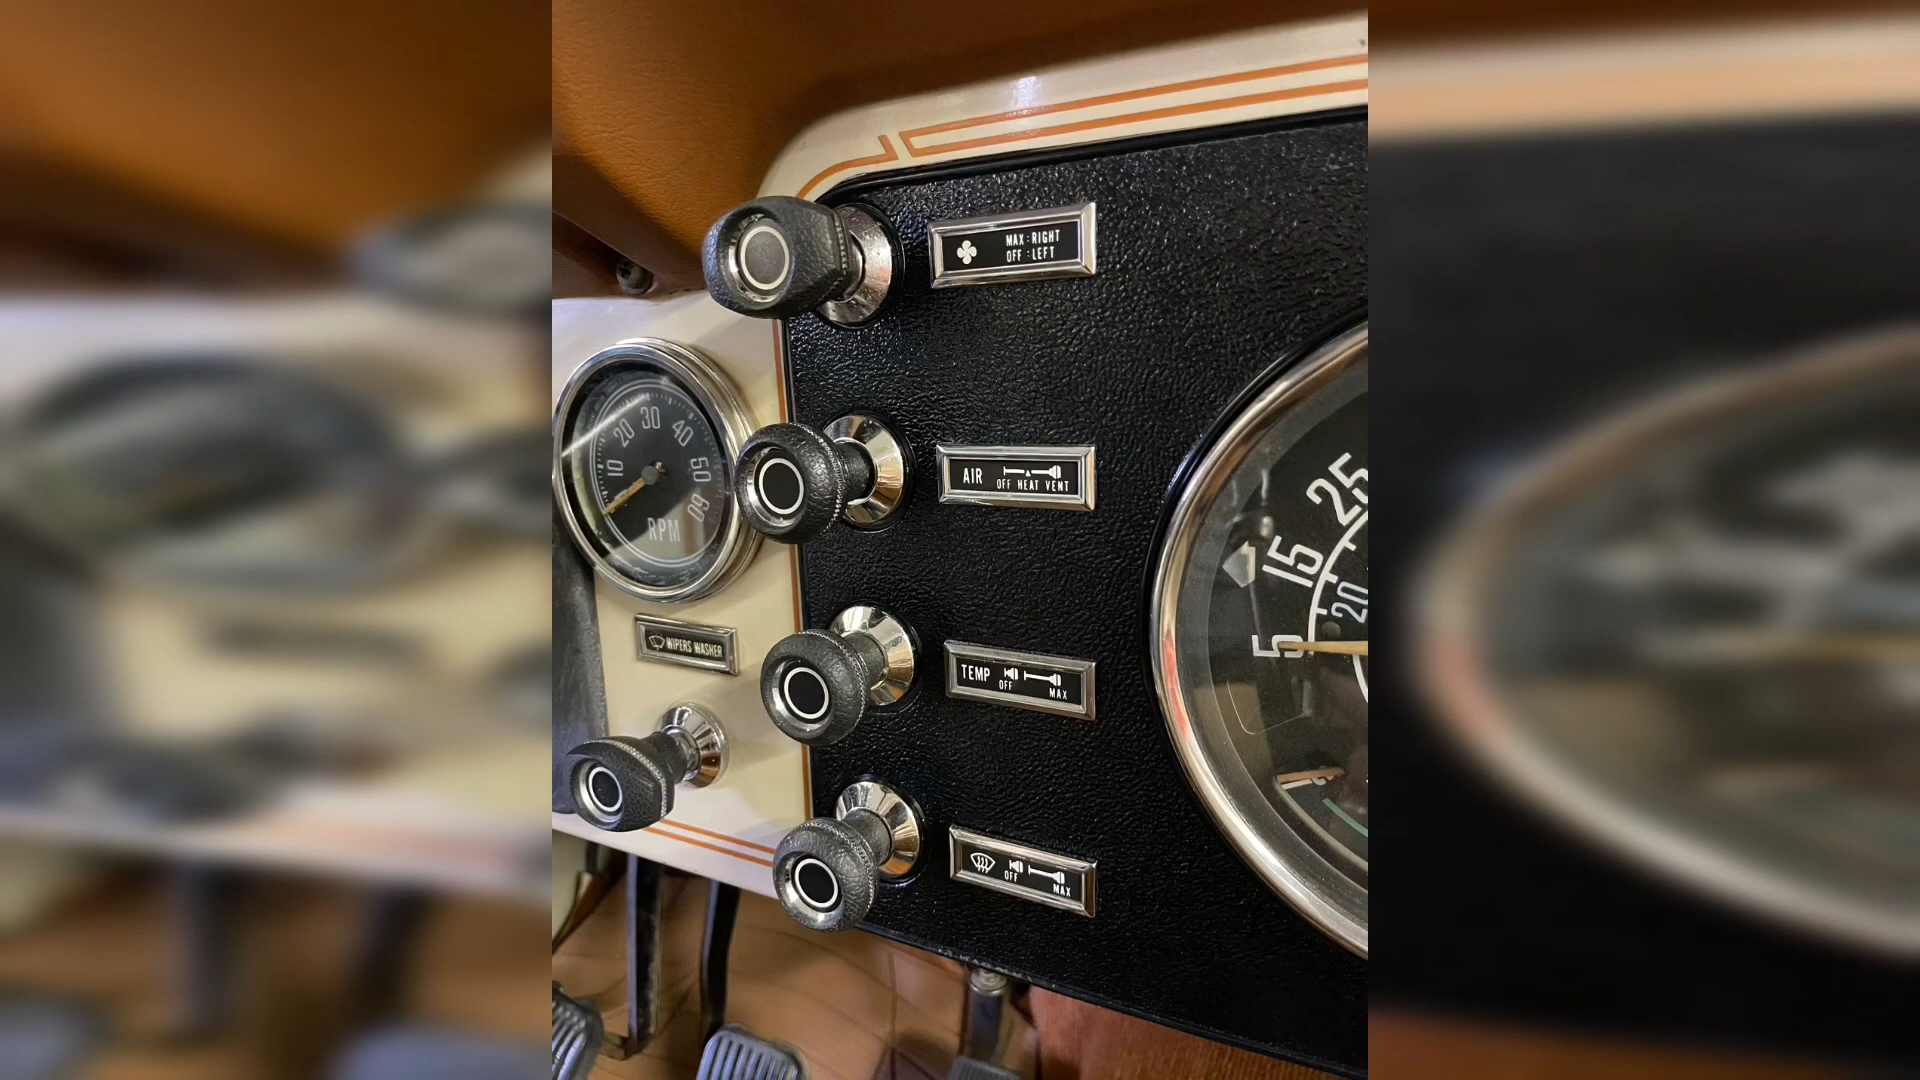 MAX : RIGHT
OFF : LEFT
10 20 30 40 50 60
RPM
AIR
OFF HEAT VENT
25
15
20
5
WIPERS WASHER
TEMP
OFF MAX
OFF MAX